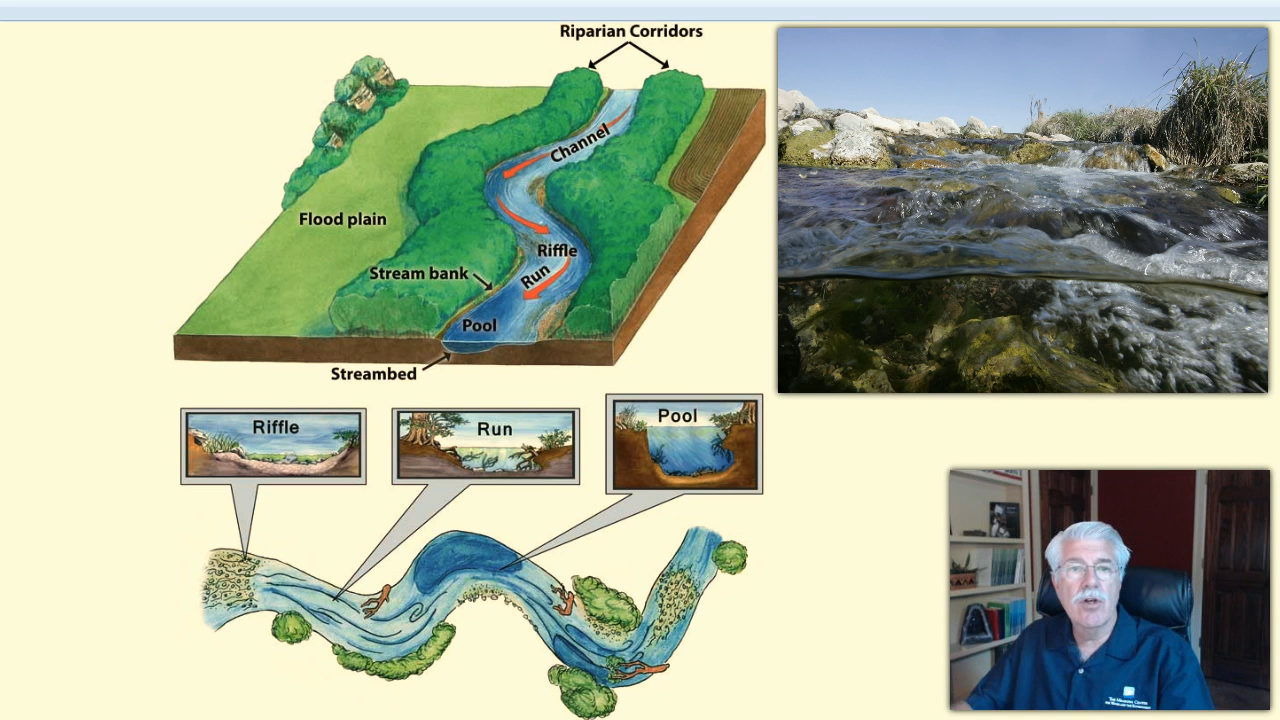 Riparian Corridors
Channel
Flood plain
Riffle
Stream bank
Run
Pool
Streambed
Riffle
Run
Pool